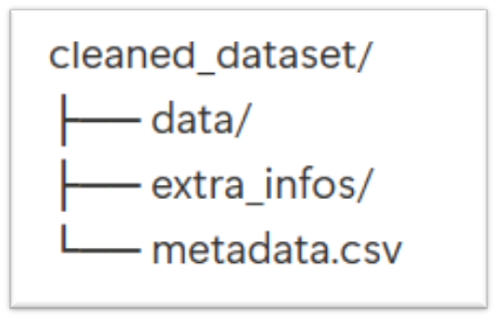 cleaned_dataset/
├── data/
├── extra_infos/
└── metadata.csv